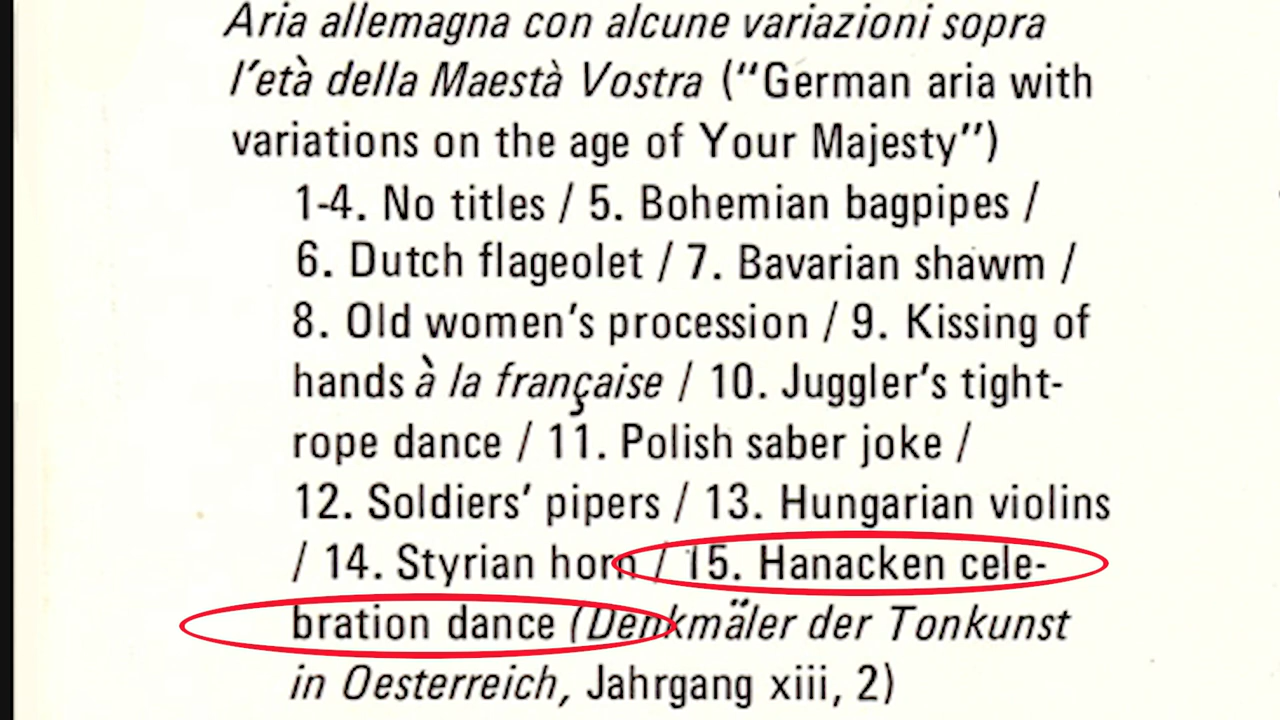 Aria allemagna con alcune variazioni sopra
l'età della Maestà Vostra ("German aria with
variations on the age of Your Majesty")
1-4. No titles / 5. Bohemian bagpipes /
6. Dutch flageolet / 7. Bavarian shawm /
8. Old women's procession / 9. Kissing of
hands à la française / 10. Juggler's tight-
rope dance / 11. Polish saber joke /
12. Soldiers' pipers / 13. Hungarian violins
/ 14. Styrian horn / 15. Hanacken cele-
bration dance (Denkmäler der Tonkunst
in Oesterreich, Jahrgang xiii, 2)